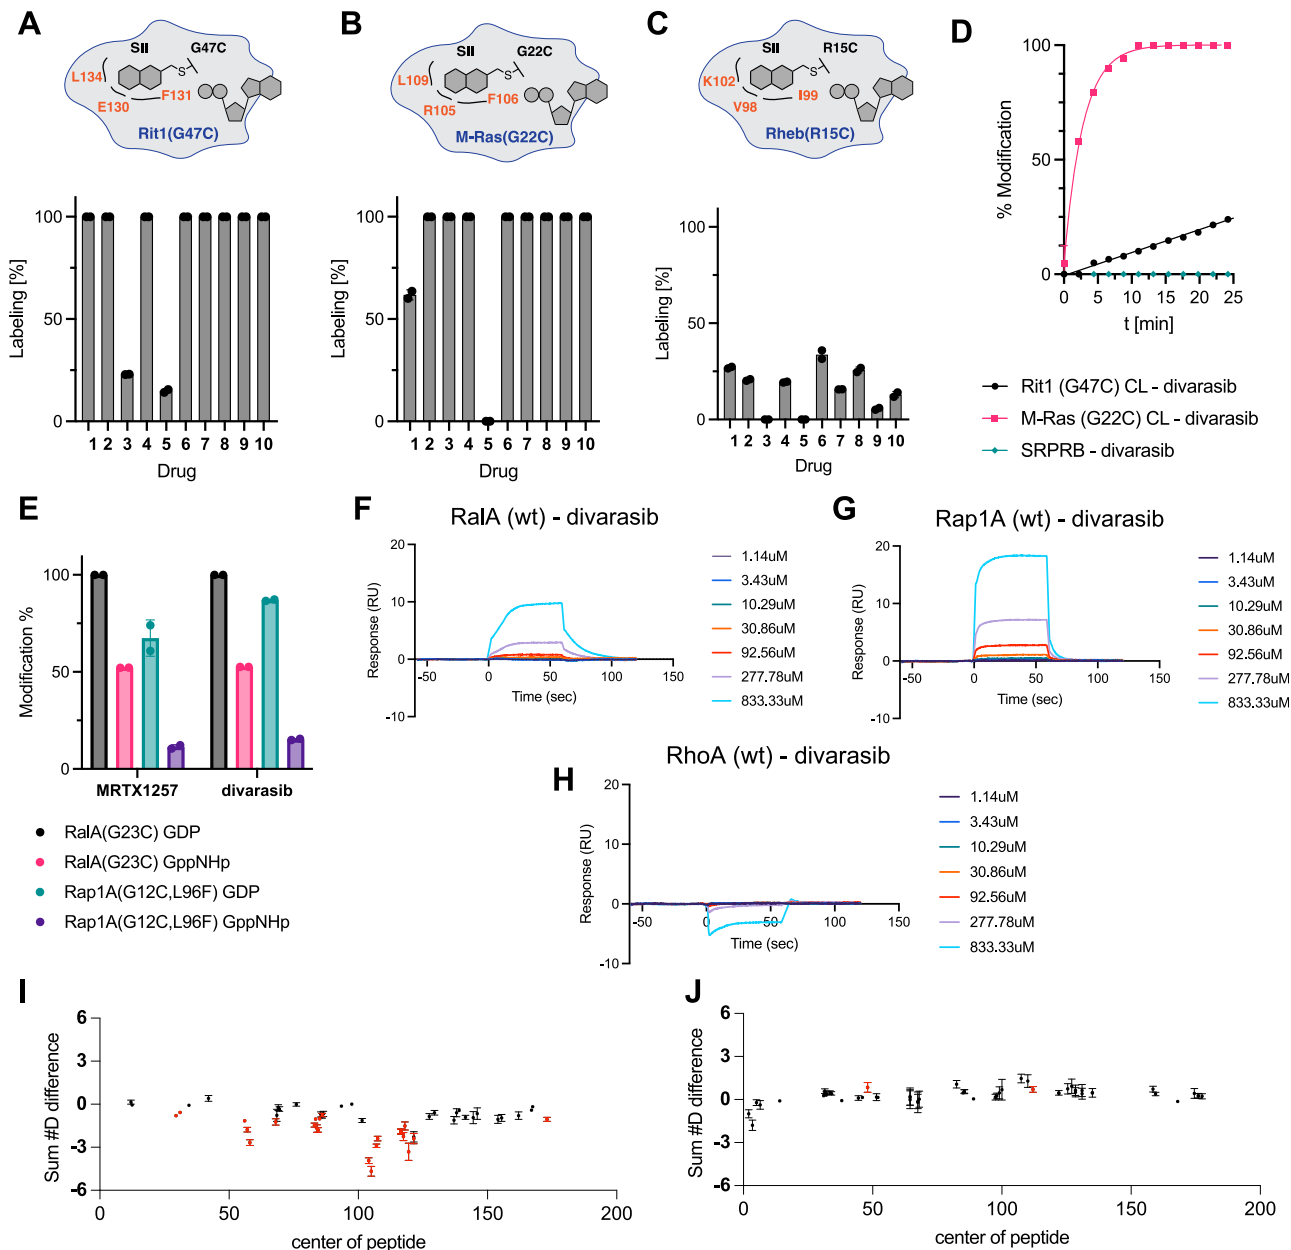 A
SII
G47C
L134
S
E130
F131
Rit1(G47C)
Labeling [%]
100
50
0
1 2 3 4 5 6 7 8 9 10
Drug
B
SII
G22C
L109
S
R105
F106
M-Ras(G22C)
Labeling [%]
100
50
0
1 2 3 4 5 6 7 8 9 10
Drug
C
SII
R15C
K102
S
V98
I99
Rheb(R15C)
Labeling [%]
100
50
0
1 2 3 4 5 6 7 8 9 10
Drug
D
% Modification
100
50
0
0 5 10 15 20 25
t [min]
Rit1 (G47C) CL - divarasib
M-Ras (G22C) CL - divarasib
SRPRB - divarasib
E
Modification %
100
50
0
MRTX1257 divarasib
RalA(G23C) GDP
RalA(G23C) GppNHp
Rap1A(G12C,L96F) GDP
Rap1A(G12C,L96F) GppNHp
F
RalA (wt) - divarasib
Response (RU)
20
10
0
-10
-50 0 50 100 150
Time (sec)
1.14uM
3.43uM
10.29uM
30.86uM
92.56uM
277.78uM
833.33uM
G
Rap1A (wt) - divarasib
Response (RU)
20
10
0
-10
-50 0 50 100 150
Time (sec)
1.14uM
3.43uM
10.29uM
30.86uM
92.56uM
277.78uM
833.33uM
H
RhoA (wt) - divarasib
Response (RU)
20
10
0
-10
-50 0 50 100 150
Time (sec)
1.14uM
3.43uM
10.29uM
30.86uM
92.56uM
277.78uM
833.33uM
I
Sum #D difference
6
3
0
-3
-6
0 50 100 150 200
center of peptide
J
Sum #D difference
6
3
0
-3
-6
0 50 100 150 200
center of peptide